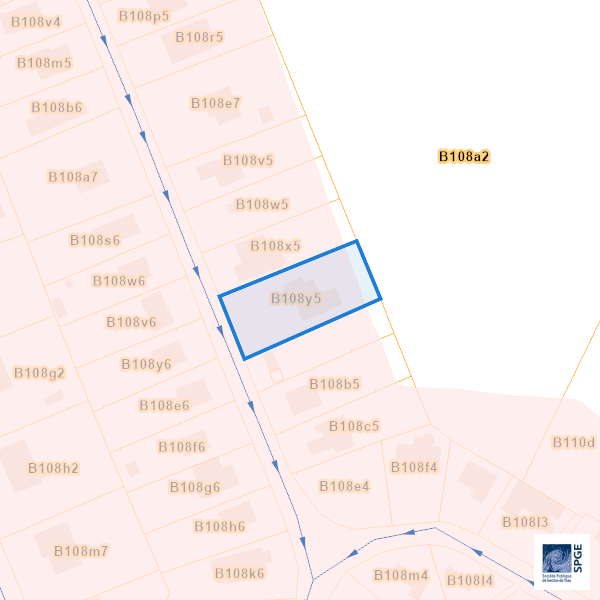 B108v4
B108p5
B108r5
B108m5
B108b6
B108e7
B108v5
B108a2
B108a7
B108w5
B108s6
B108x5
B108w6
B108y5
B108v6
B108y6
B108g2
B108b5
B108e6
B108c5
B108f6
B110d
B108h2
B108f4
B108g6
B108e4
B108h6
B108l3
B108m7
B108k6
B108m4
B108l4
SPGE
Société Publique
de Gestion de l'Eau